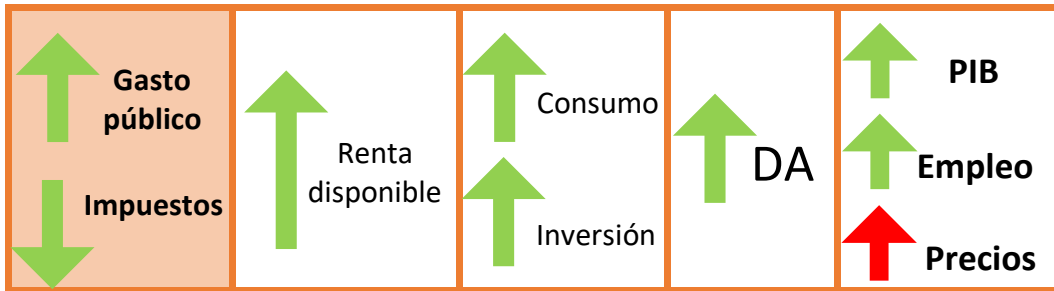 Gasto
público
Impuestos
Renta
disponible
Consumo
Inversión
DA
PIB
Empleo
Precios